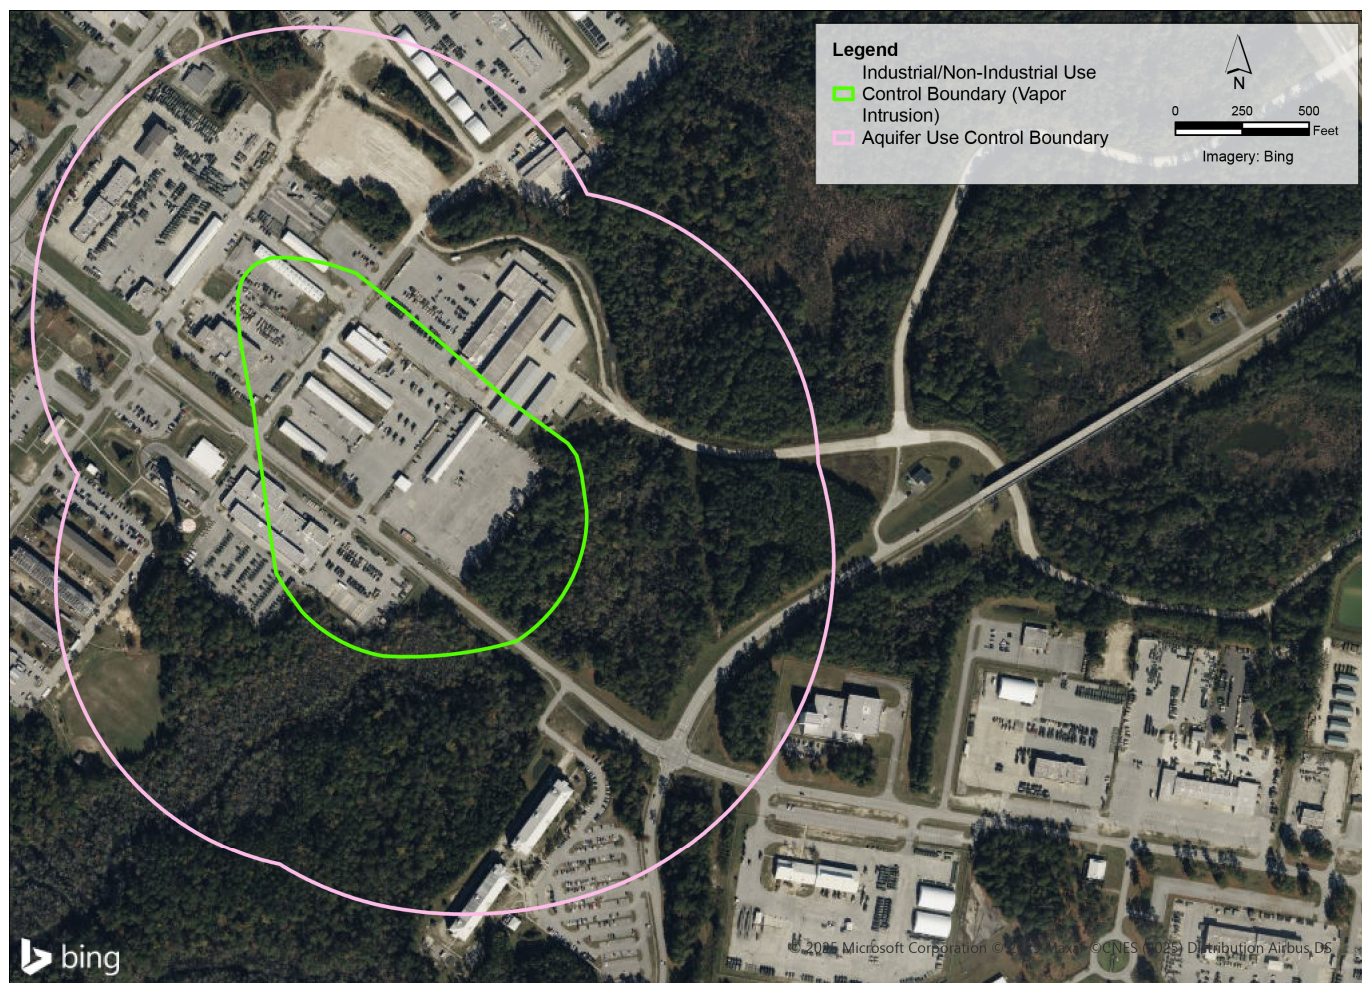 Legend
Industrial/Non-Industrial Use
Control Boundary (Vapor
Intrusion)
Aquifer Use Control Boundary
N
0 250 500
Feet
Imagery: Bing
bing
© 2025 Microsoft Corporation © Maxar ©CNES (2025) Distribution Airbus DS